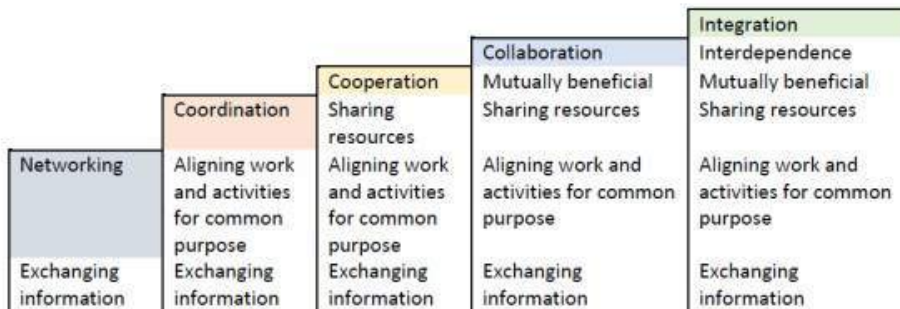 Networking
Exchanging
information
Coordination
Aligning work
and activities
for common
purpose
Exchanging
information
Cooperation
Sharing
resources
Aligning work
and activities
for common
purpose
Exchanging
information
Collaboration
Mutually beneficial
Sharing resources
Aligning work and
activities for common
purpose
Exchanging
information
Integration
Interdependence
Mutually beneficial
Sharing resources
Aligning work and
activities for common
purpose
Exchanging
information